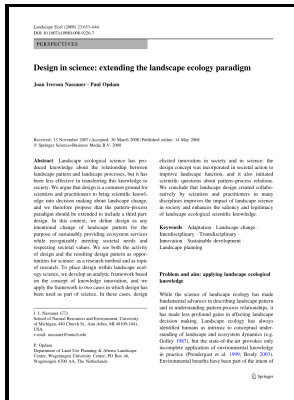 Landscape Ecol (2008) 23:633–644
DOI 10.1007/s10980-008-9226-7
PERSPECTIVES
Design in science: extending the landscape ecology paradigm
Joan Iverson Nassauer · Paul Opdam
Received: 13 November 2007 / Accepted: 30 March 2008 / Published online: 14 May 2008
© Springer Science+Business Media B.V. 2008
Abstract Landscape ecological science has pro-
duced knowledge about the relationship between
landscape pattern and landscape processes, but it has
been less effective in transferring this knowledge to
society. We argue that design is a common ground for
scientists and practitioners to bring scientific knowl-
edge into decision making about landscape change,
and we therefore propose that the pattern–process
paradigm should be extended to include a third part:
design. In this context, we define design as any
intentional change of landscape pattern for the
purpose of sustainably providing ecosystem services
while recognizably meeting societal needs and
respecting societal values. We see both the activity
of design and the resulting design pattern as oppor-
tunities for science: as a research method and as topic
of research. To place design within landscape ecol-
ogy science, we develop an analytic framework based
on the concept of knowledge innovation, and we
apply the framework to two cases in which design has
been used as part of science. In these cases, design
elicited innovation in society and in science: the
design concept was incorporated in societal action to
improve landscape function, and it also initiated
scientific questions about pattern–process relations.
We conclude that landscape design created collabo-
ratively by scientists and practitioners in many
disciplines improves the impact of landscape science
in society and enhances the saliency and legitimacy
of landscape ecological scientific knowledge.
Keywords Adaptation · Landscape change ·
Interdisciplinary · Transdisciplinary ·
Innovation · Sustainable development ·
Landscape planning
Problem and aim: applying landscape ecological
knowledge
While the science of landscape ecology has made
fundamental advances in describing landscape pattern
and in understanding pattern-process relationships, it
has made less profound gains in affecting landscape
decision making. Landscape ecology has always
identified humans as intrinsic to conceptual under-
standing of landscape and ecosystem dynamics (e.g.
Golley 1987), but the state-of-the-art provokes only
incomplete application of environmental knowledge
in practice (Prendergast et al. 1999; Brody 2003).
Environmental benefits have been part of the intent of
J. I. Nassauer (✉)
School of Natural Resources and Environment, University
of Michigan, 440 Church St., Ann Arbor, MI 48109-1041,
USA
e-mail: nassauer@umich.edu
P. Opdam
Department of Land Use Planning & Alterra Landscape
Centre, Wageningen University Centre, PO Box 46,
Wageningen 6700 AA, The Netherlands
Springer